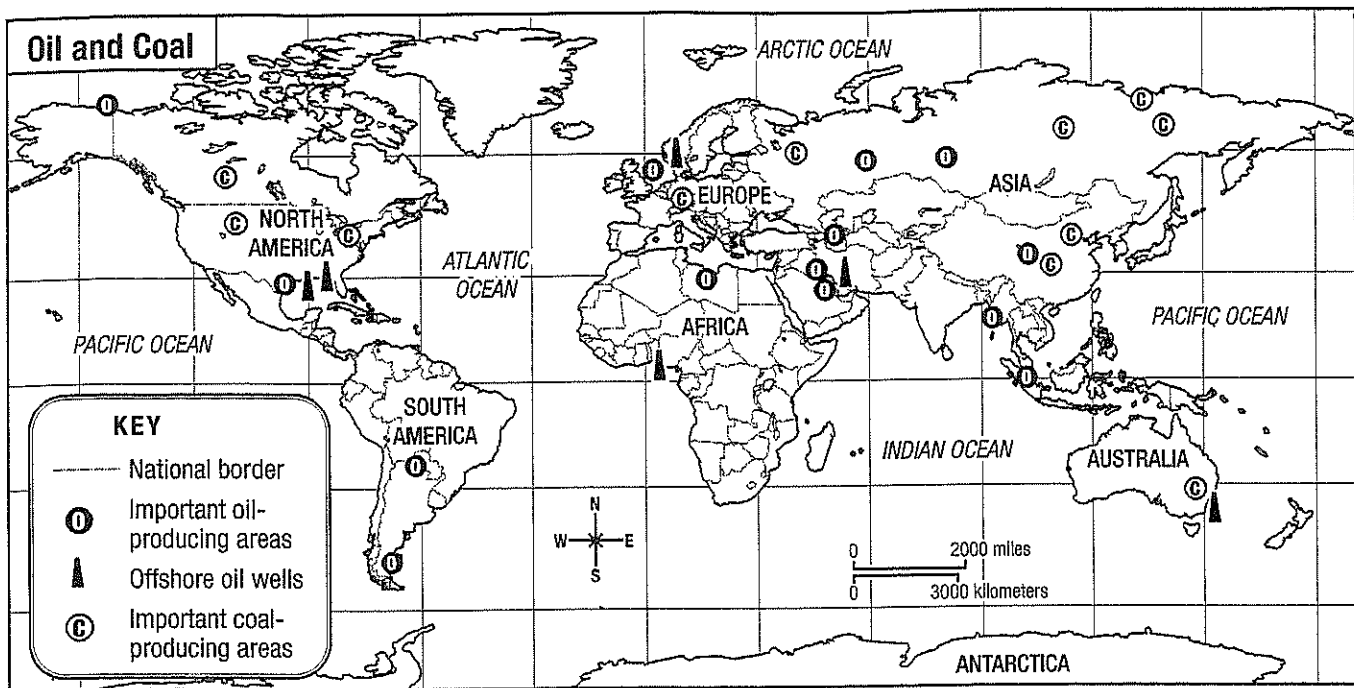 Oil and Coal
ARCTIC OCEAN
O
C
C
C
C
O
O
C
O
O
C
EUROPE
ASIA
C
NORTH
AMERICA
C
O
C
O
C
ATLANTIC
OCEAN
O
O
O
O
AFRICA
O
PACIFIC OCEAN
PACIFIC OCEAN
O
SOUTH
AMERICA
O
INDIAN OCEAN
AUSTRALIA
C
O
KEY
National border
O Important oil-
producing areas
Offshore oil wells
C Important coal-
producing areas
N
W E
S
0 2000 miles
0 3000 kilometers
ANTARCTICA